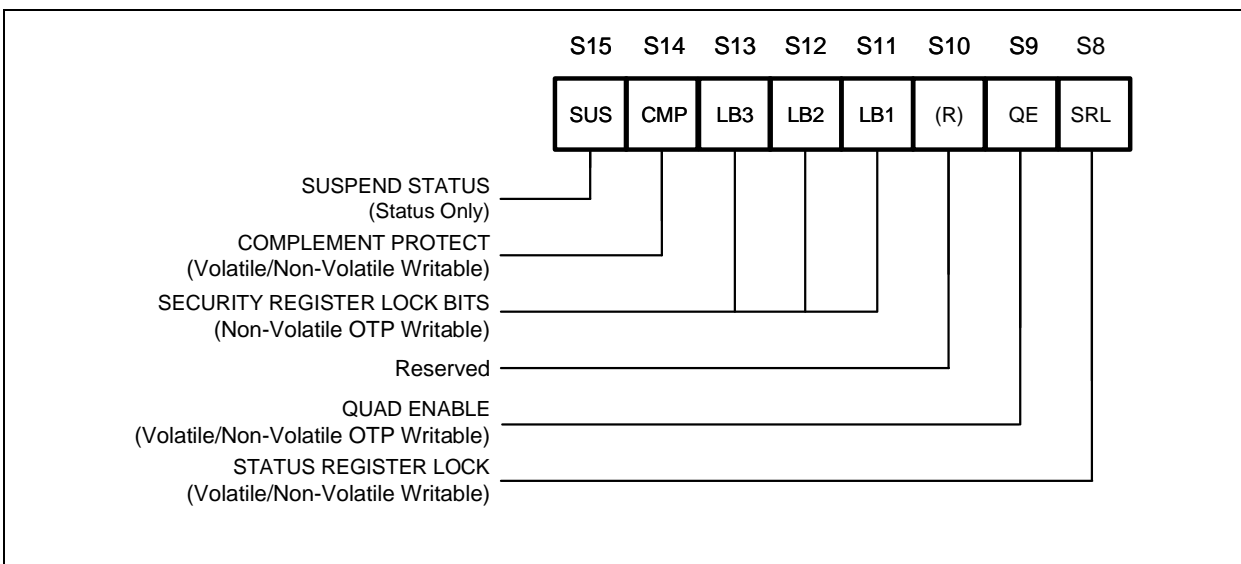 S15 S14 S13 S12 S11 S10 S9 S8
SUS CMP LB3 LB2 LB1 (R) QE SRL
SUSPEND STATUS
(Status Only)
COMPLEMENT PROTECT
(Volatile/Non-Volatile Writable)
SECURITY REGISTER LOCK BITS
(Non-Volatile OTP Writable)
Reserved
QUAD ENABLE
(Volatile/Non-Volatile OTP Writable)
STATUS REGISTER LOCK
(Volatile/Non-Volatile Writable)